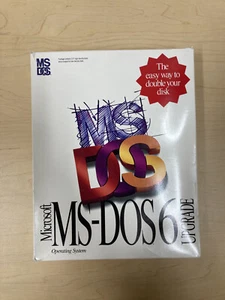 MS
DOS
The
easy way to
double your
disk
MS
DOS
Microsoft
MS-DOS 6
UPGRADE
Operating System